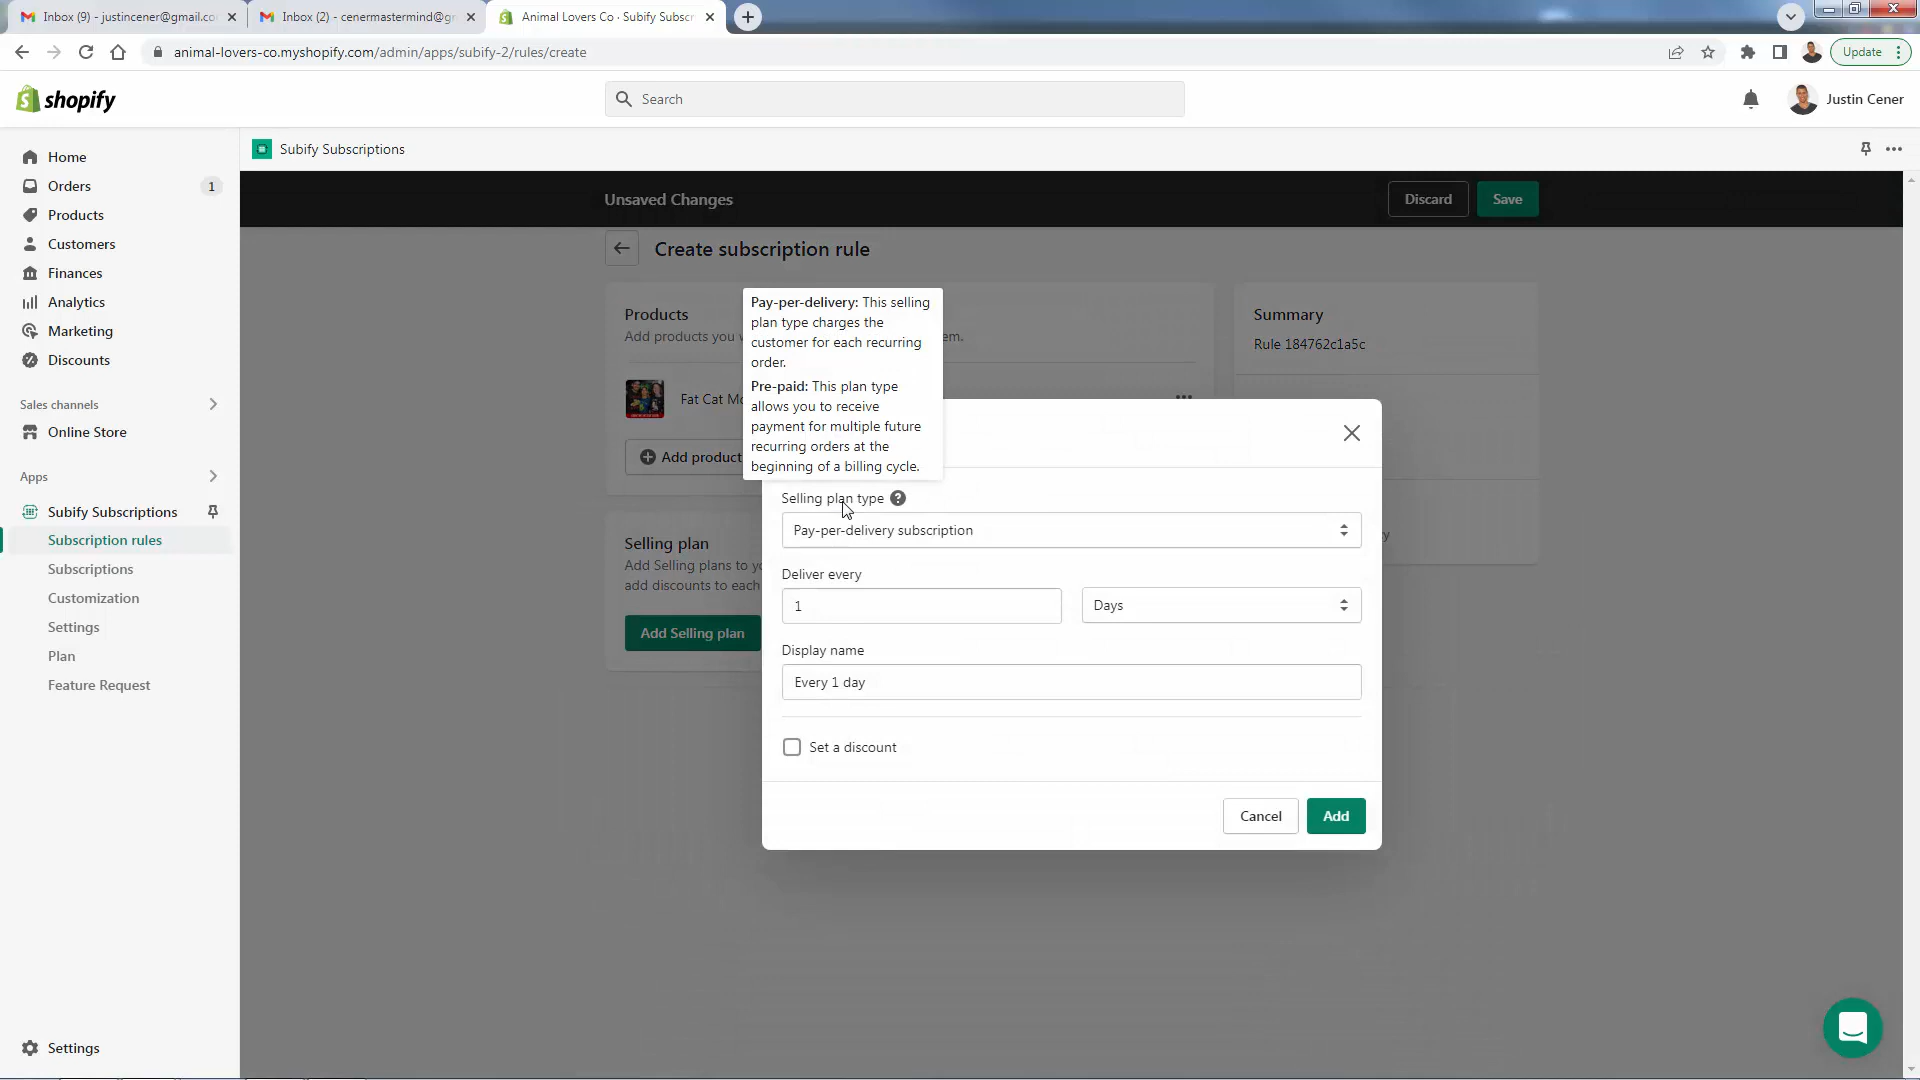 Inbox (9) - justincener@gmail.co
Inbox (2) - cenermastermind@gr
Animal Lovers Co · Subify Subscr
animal-lovers-co.myshopify.com/admin/apps/subify-2/rules/create
Update
shopify
Search
Justin Cener
Home
Orders
1
Products
Customers
Finances
Analytics
Marketing
Discounts
Sales channels
Online Store
Apps
Subify Subscriptions
Subscription rules
Subscriptions
Customization
Settings
Plan
Feature Request
Settings
Subify Subscriptions
Unsaved Changes
Discard
Save
Create subscription rule
Products
Add products you
em.
Fat Cat Mo
Add product
Selling plan
Add Selling plans to yo
add discounts to each
Add Selling plan
Summary
Rule 184762c1a5c
Pay-per-delivery: This selling
plan type charges the
customer for each recurring
order.
Pre-paid: This plan type
allows you to receive
payment for multiple future
recurring orders at the
beginning of a billing cycle.
Selling plan type
Pay-per-delivery subscription
Deliver every
1
Days
Display name
Every 1 day
Set a discount
Cancel
Add